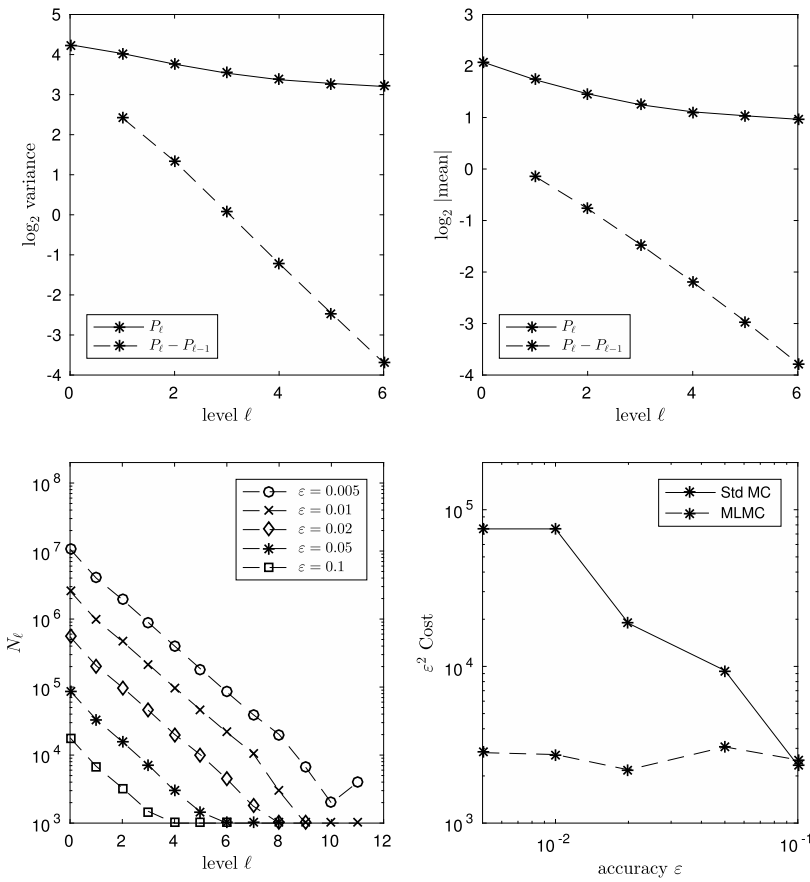 5
4
3
2
1
0
-1
-2
-3
-4
log₂ variance
P_ℓ
P_ℓ − P_ℓ−1
0 2 4 6
level ℓ
3
2
1
0
-1
-2
-3
-4
log₂ |mean|
P_ℓ
P_ℓ − P_ℓ−1
0 2 4 6
level ℓ
10⁸
10⁷
10⁶
10⁵
10⁴
10³
N_ℓ
ε = 0.005
ε = 0.01
ε = 0.02
ε = 0.05
ε = 0.1
0 2 4 6 8 10 12
level ℓ
10⁵
10⁴
10³
ε² Cost
Std MC
MLMC
10⁻² 10⁻¹
accuracy ε